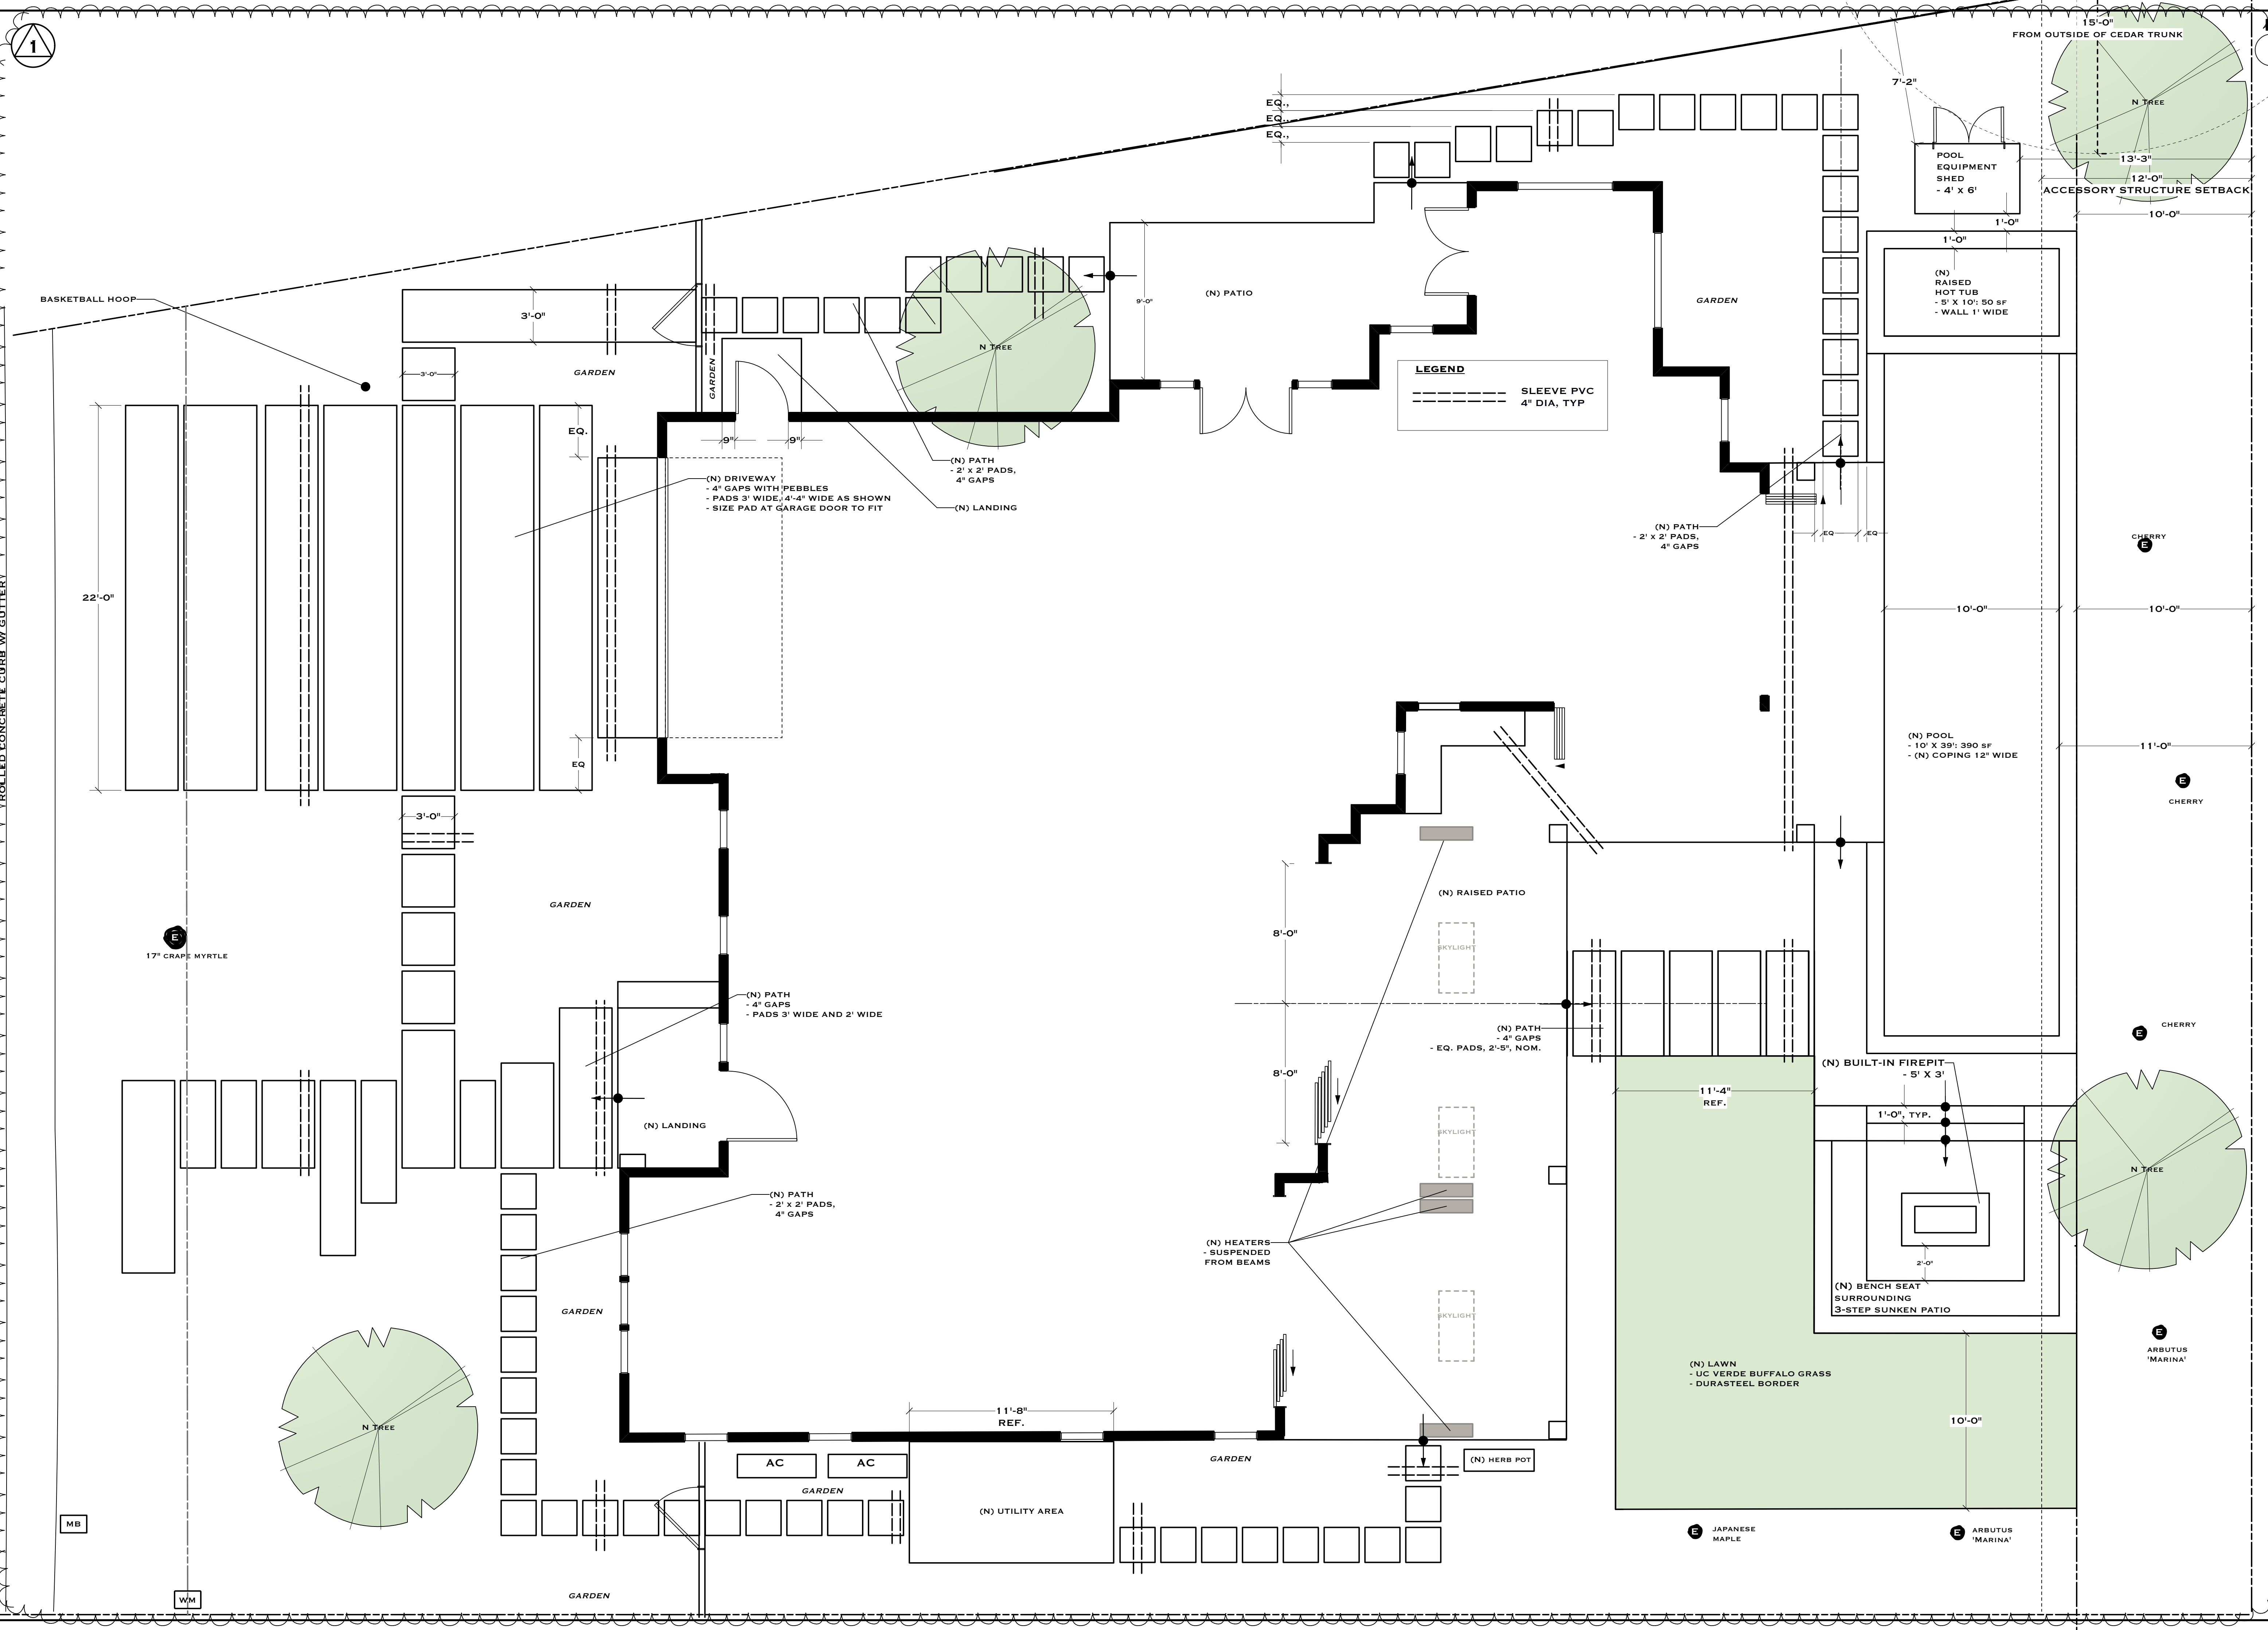 1
15'-0"
FROM OUTSIDE OF CEDAR TRUNK
7'-2"
N TREE
EQ.,
EQ.,
EQ.,
POOL
EQUIPMENT
SHED
- 4' X 6'
13'-3"
12'-0"
ACCESSORY STRUCTURE SETBACK
10'-0"
1'-0"
1'-0"
(N)
RAISED
HOT TUB
- 5' X 10': 50 SF
- WALL 1' WIDE
BASKETBALL HOOP
3'-0"
3'-0"
GARDEN
GARDEN
N TREE
9'-0"
(N) PATIO
GARDEN
LEGEND
SLEEVE PVC
4" DIA, TYP
EQ.
9"
9"
(N) PATH
- 2' X 2' PADS,
4" GAPS
(N) LANDING
(N) DRIVEWAY
- 4" GAPS WITH PEBBLES
- PADS 3' WIDE, 4'-4" WIDE AS SHOWN
- SIZE PAD AT GARAGE DOOR TO FIT
(N) PATH
- 2' X 2' PADS,
4" GAPS
EQ
EQ
CHERRY
E
22'-0"
ROLLED CONCRETE CURB W/ GUTTER
10'-0"
10'-0"
(N) POOL
- 10' X 39': 390 SF
- (N) COPING 12" WIDE
11'-0"
E
CHERRY
EQ
3'-0"
GARDEN
E
17" CRAPE MYRTLE
(N) RAISED PATIO
8'-0"
SKYLIGHT
(N) PATH
- 4" GAPS
- PADS 3' WIDE AND 2' WIDE
(N) PATH
- 4" GAPS
- EQ. PADS, 2'-5", NOM.
E
CHERRY
8'-0"
(N) BUILT-IN FIREPIT
- 5' X 3'
11'-4"
REF.
1'-0", TYP.
(N) LANDING
SKYLIGHT
N TREE
(N) PATH
- 2' X 2' PADS,
4" GAPS
(N) HEATERS
- SUSPENDED
FROM BEAMS
2'-0"
(N) BENCH SEAT
SURROUNDING
3-STEP SUNKEN PATIO
GARDEN
SKYLIGHT
E
ARBUTUS
'MARINA'
(N) LAWN
- UC VERDE BUFFALO GRASS
- DURASTEEL BORDER
10'-0"
N TREE
11'-8"
REF.
AC
AC
GARDEN
GARDEN
(N) HERB POT
(N) UTILITY AREA
MB
E
JAPANESE
MAPLE
E
ARBUTUS
'MARINA'
WM
GARDEN